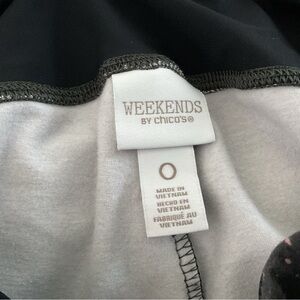 WEEKENDS
BY chico's®
0
MADE IN
VIETNAM
HECHO EN
VIETNAM
FABRIQUÉ AU
VIETNAM